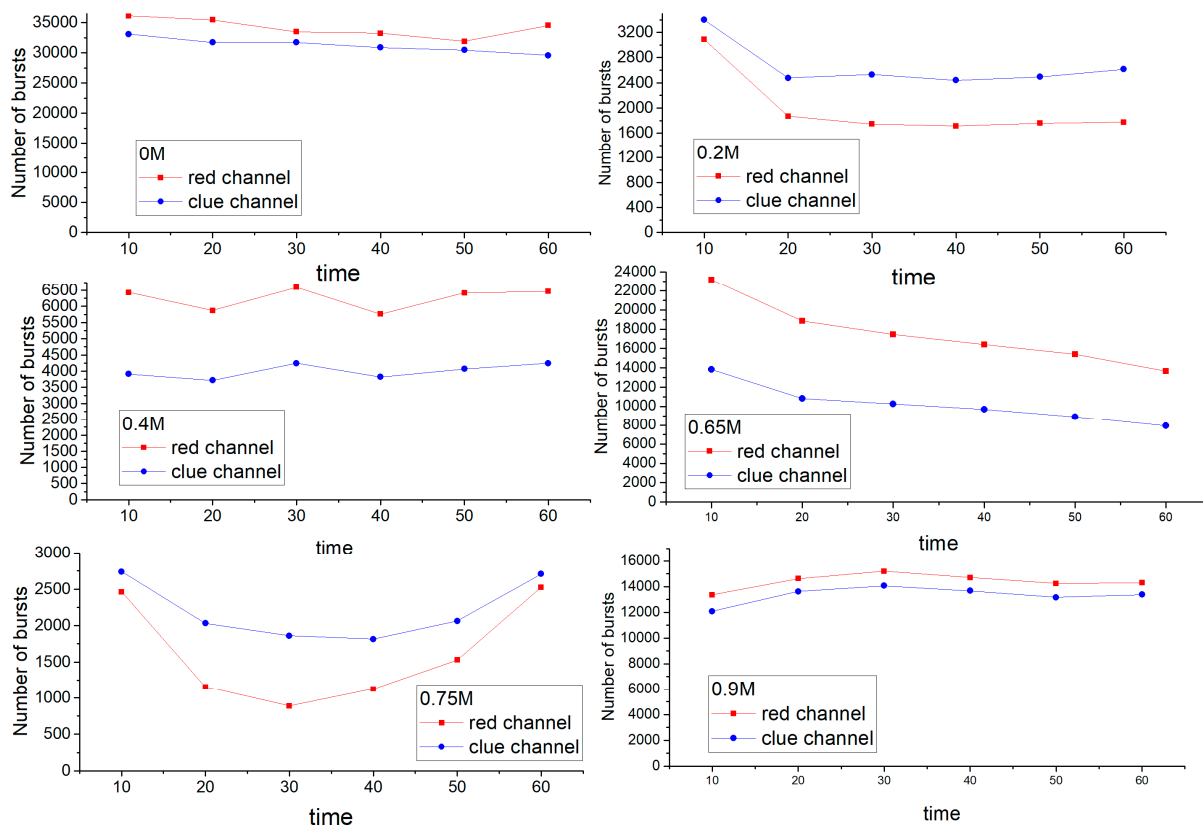 Number of bursts
35000
30000
25000
20000
15000
10000
5000
0
0M
red channel
clue channel
10 20 30 40 50 60
time
Number of bursts
3200
2800
2400
2000
1600
1200
800
400
0
0.2M
red channel
clue channel
10 20 30 40 50 60
time
Number of bursts
6500
6000
5500
5000
4500
4000
3500
3000
2500
2000
1500
1000
500
0
0.4M
red channel
clue channel
10 20 30 40 50 60
time
Number of bursts
24000
22000
20000
18000
16000
14000
12000
10000
8000
6000
4000
2000
0
0.65M
red channel
clue channel
10 20 30 40 50 60
time
Number of bursts
3000
2500
2000
1500
1000
500
0
0.75M
red channel
clue channel
10 20 30 40 50 60
time
Number of bursts
16000
14000
12000
10000
8000
6000
4000
2000
0
0.9M
red channel
clue channel
10 20 30 40 50 60
time